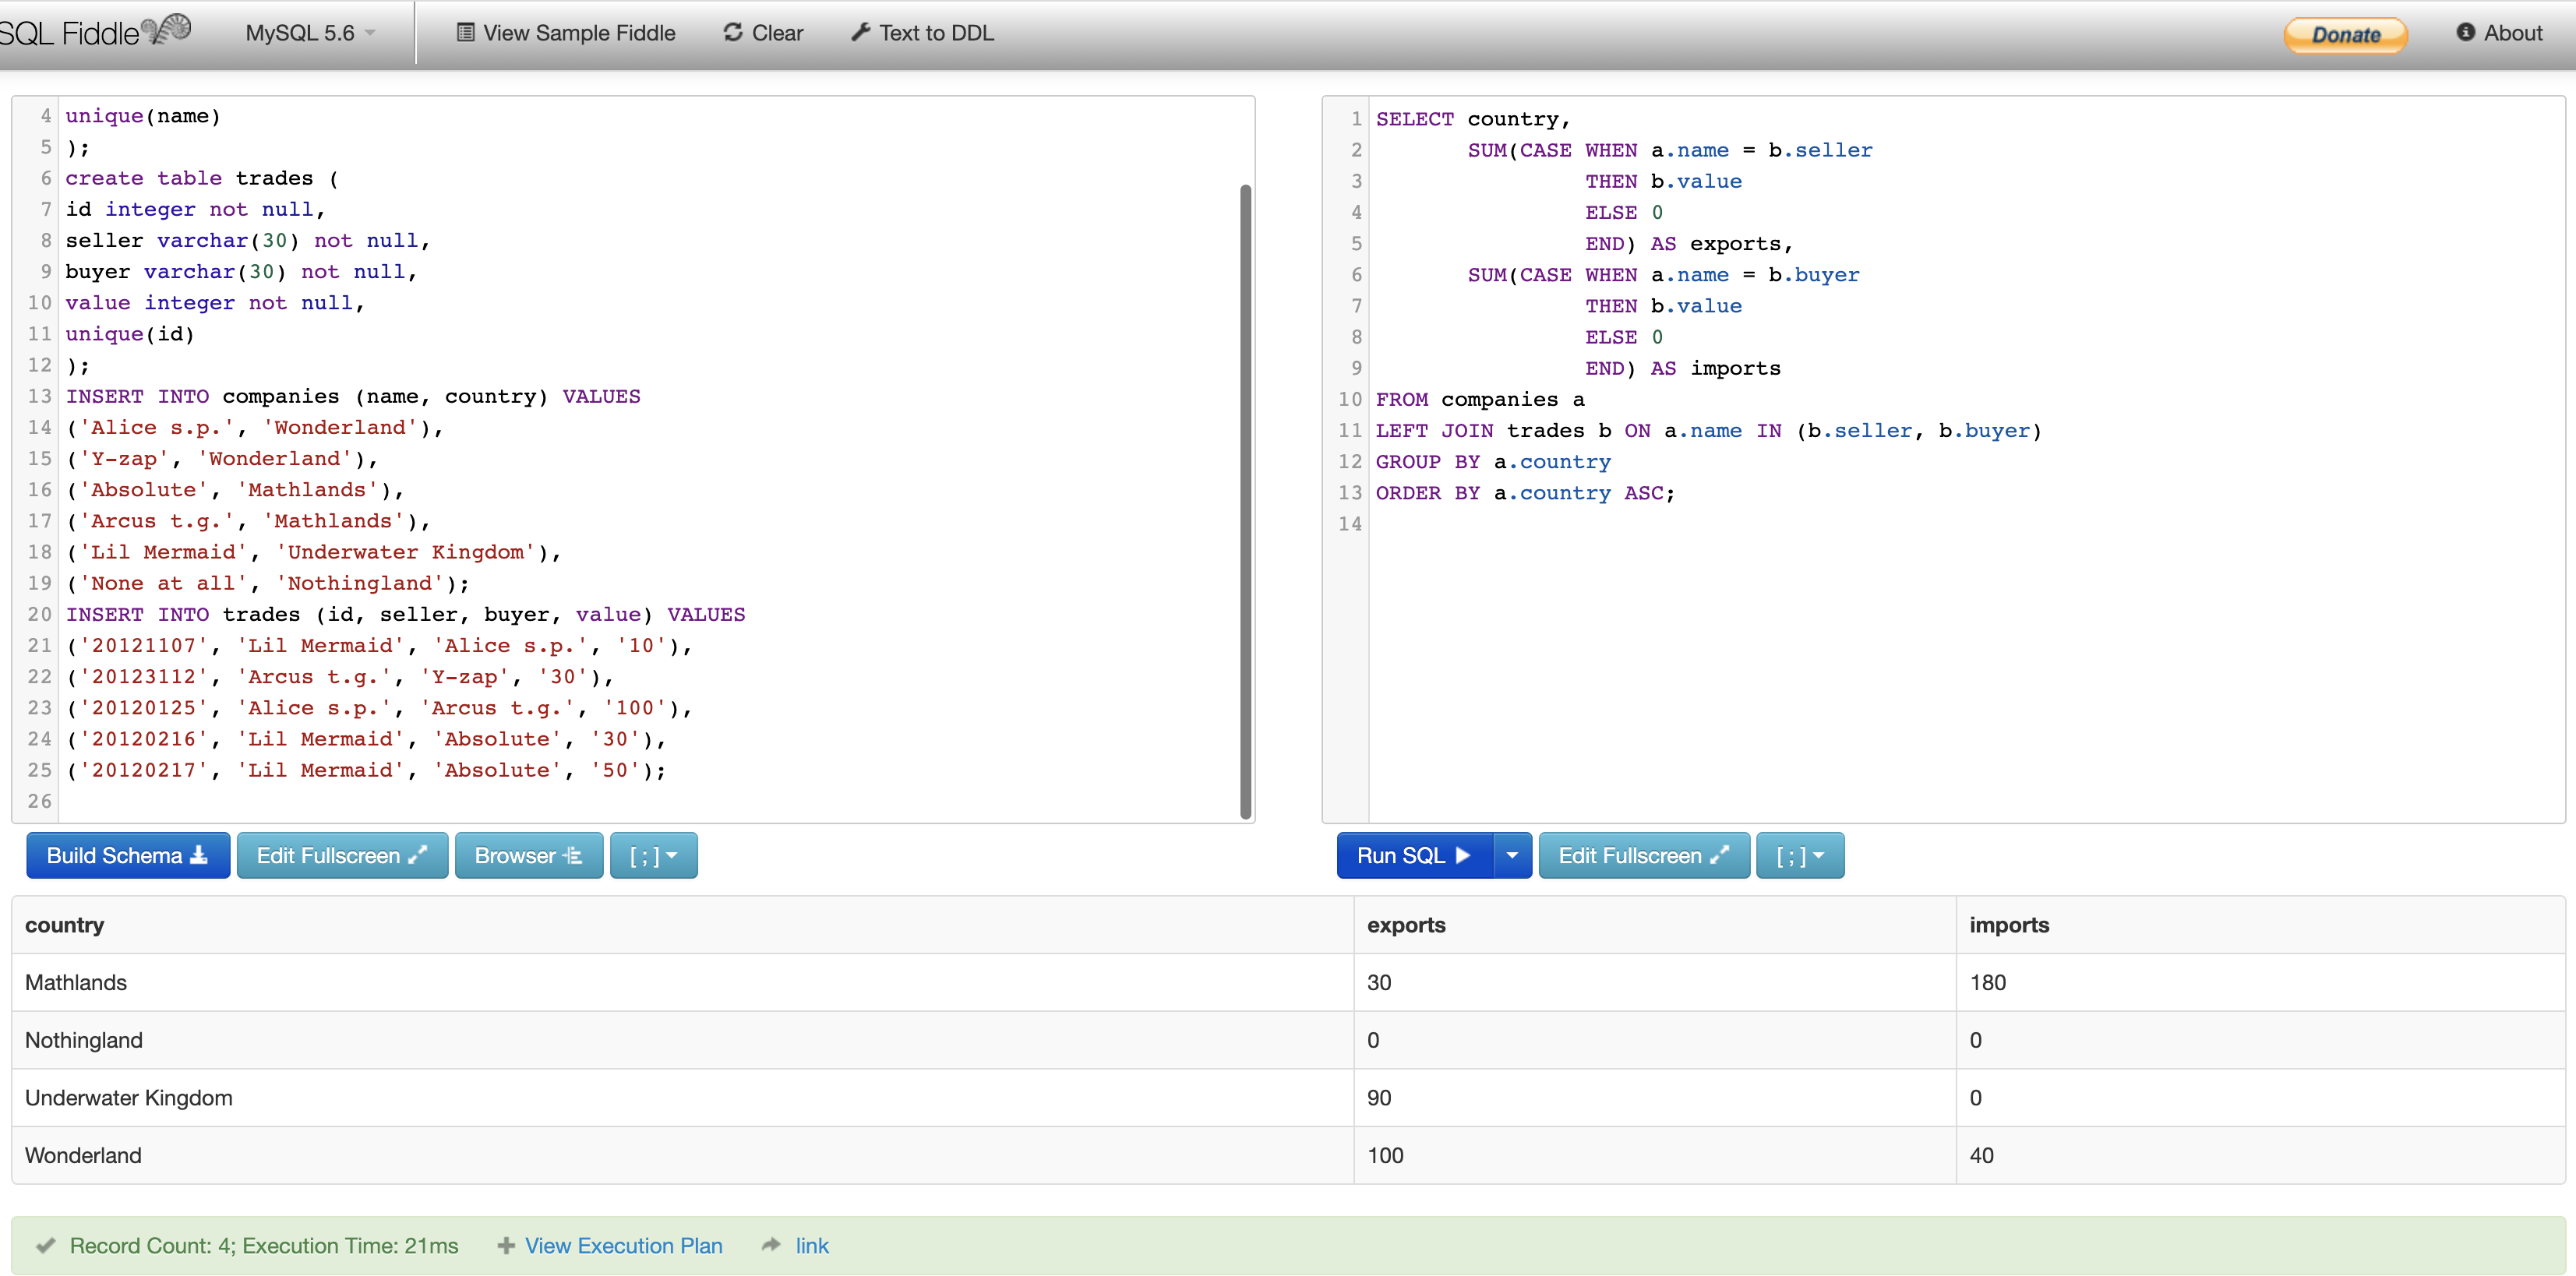 SQL Fiddle MySQL 5.6 View Sample Fiddle Clear Text to DDL Donate About
4 unique(name)
5 );
6 create table trades (
7 id integer not null,
8 seller varchar(30) not null,
9 buyer varchar(30) not null,
10 value integer not null,
11 unique(id)
12 );
13 INSERT INTO companies (name, country) VALUES
14 ('Alice s.p.', 'Wonderland'),
15 ('Y-zap', 'Wonderland'),
16 ('Absolute', 'Mathlands'),
17 ('Arcus t.g.', 'Mathlands'),
18 ('Lil Mermaid', 'Underwater Kingdom'),
19 ('None at all', 'Nothingland');
20 INSERT INTO trades (id, seller, buyer, value) VALUES
21 ('20121107', 'Lil Mermaid', 'Alice s.p.', '10'),
22 ('20123112', 'Arcus t.g.', 'Y-zap', '30'),
23 ('20120125', 'Alice s.p.', 'Arcus t.g.', '100'),
24 ('20120216', 'Lil Mermaid', 'Absolute', '30'),
25 ('20120217', 'Lil Mermaid', 'Absolute', '50');
26
Build Schema Edit Fullscreen Browser [ ; ]
1 SELECT country,
2 SUM(CASE WHEN a.name = b.seller
3 THEN b.value
4 ELSE 0
5 END) AS exports,
6 SUM(CASE WHEN a.name = b.buyer
7 THEN b.value
8 ELSE 0
9 END) AS imports
10 FROM companies a
11 LEFT JOIN trades b ON a.name IN (b.seller, b.buyer)
12 GROUP BY a.country
13 ORDER BY a.country ASC;
14
Run SQL Edit Fullscreen [ ; ]
country exports imports
Mathlands 30 180
Nothingland 0 0
Underwater Kingdom 90 0
Wonderland 100 40
Record Count: 4; Execution Time: 21ms View Execution Plan link